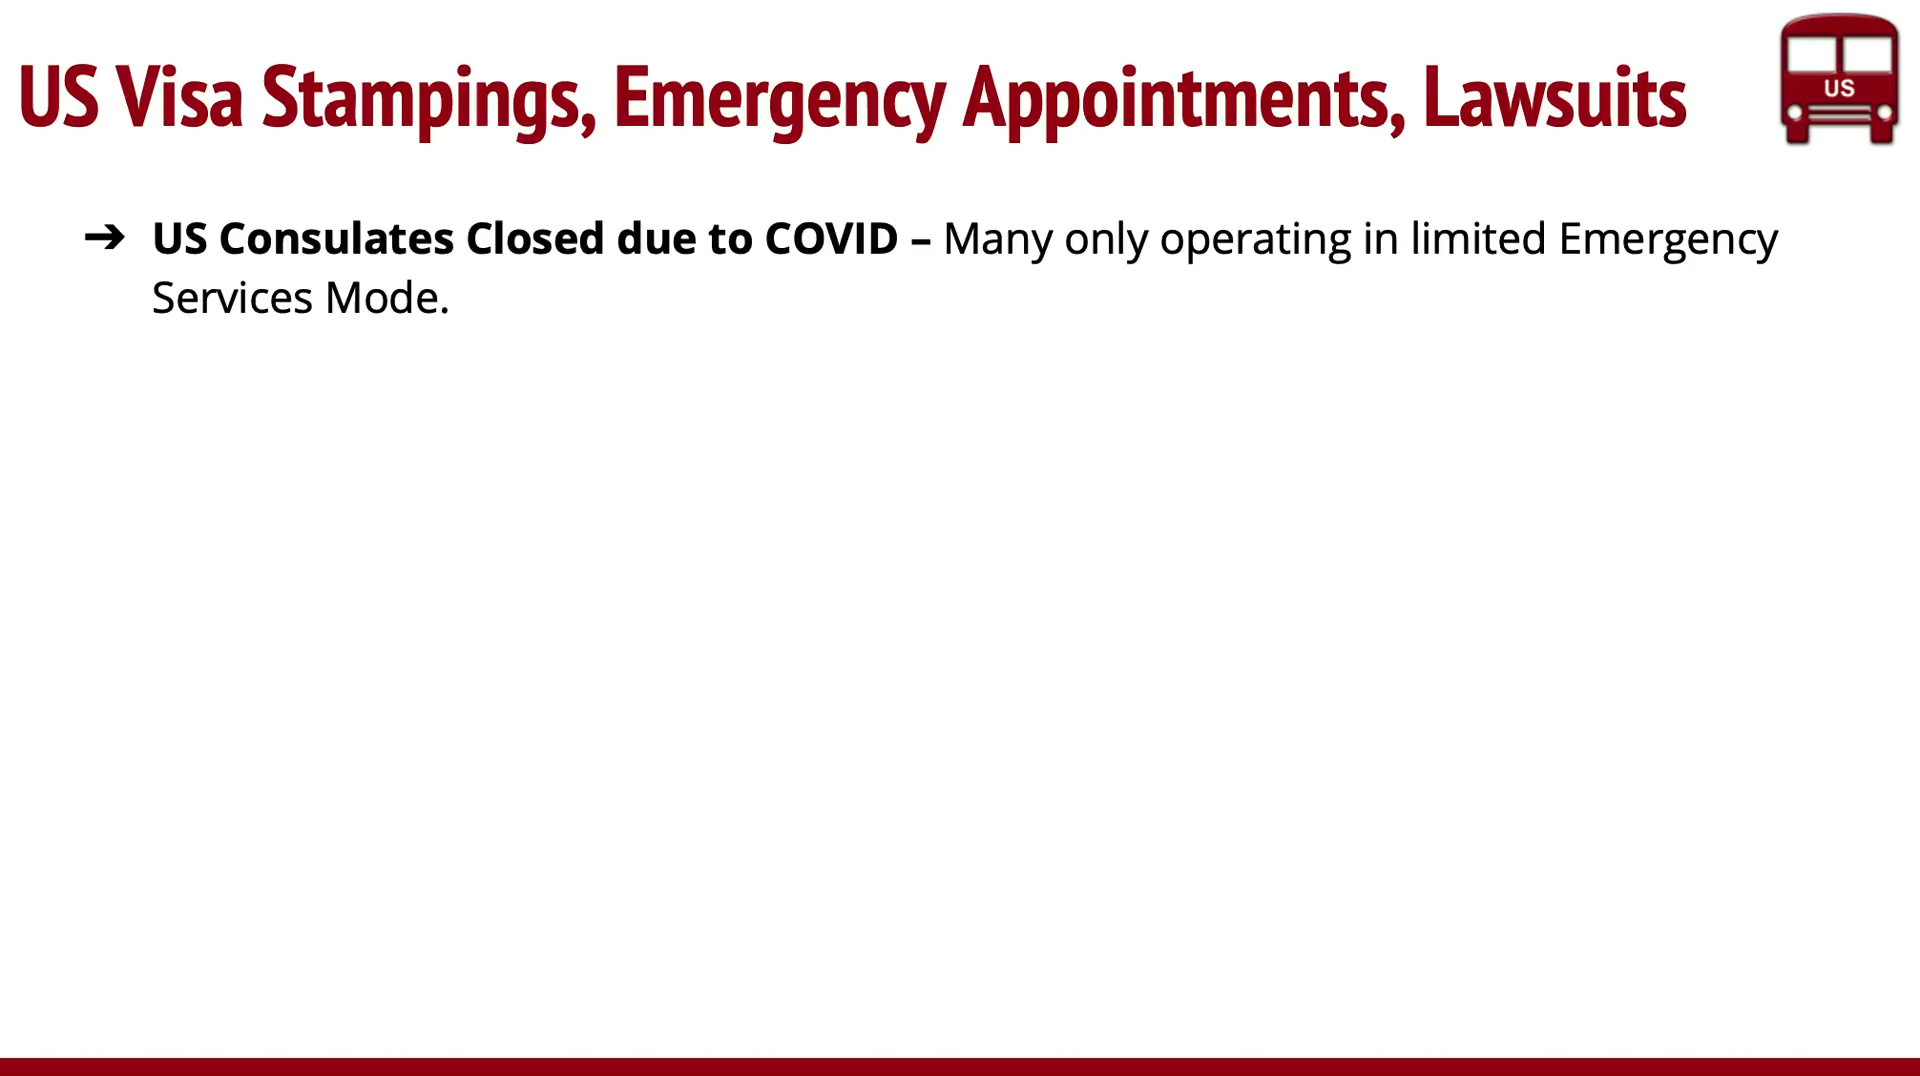 US Visa Stampings, Emergency Appointments, Lawsuits
US
➔ US Consulates Closed due to COVID – Many only operating in limited Emergency
Services Mode.